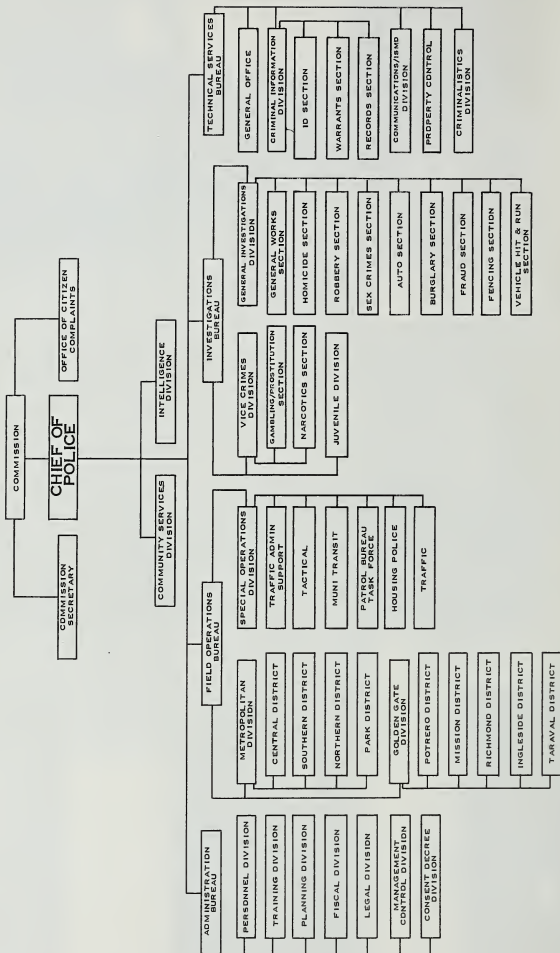 COMMISSION
COMMISSION
SECRETARY
OFFICE OF CITIZEN
COMPLAINTS
CHIEF OF
POLICE
COMMUNITY SERVICES
DIVISION
INTELLIGENCE
DIVISION
ADMINISTRATION
BUREAU
PERSONNEL DIVISION
TRAINING DIVISION
PLANNING DIVISION
FISCAL DIVISION
LEGAL DIVISION
MANAGEMENT
CONTROL DIVISION
CONSENT DECREE
DIVISION
FIELD OPERATIONS
BUREAU
METROPOLITAN
DIVISION
CENTRAL DISTRICT
SOUTHERN DISTRICT
NORTHERN DISTRICT
PARK DISTRICT
GOLDEN GATE
DIVISION
POTRERO DISTRICT
MISSION DISTRICT
RICHMOND DISTRICT
INGLESIDE DISTRICT
TARAVAL DISTRICT
SPECIAL OPERATIONS
DIVISION
TRAFFIC ADMIN
SUPPORT
TACTICAL
MUNI TRANSIT
PATROL BUREAU
TASK FORCE
HOUSING POLICE
TRAFFIC
INVESTIGATIONS
BUREAU
VICE CRIMES
DIVISION
GAMBLING/PROSTITUTION
SECTION
NARCOTICS SECTION
JUVENILE DIVISION
GENERAL INVESTIGATIONS
DIVISION
GENERAL WORKS
SECTION
HOMICIDE SECTION
ROBBERY SECTION
SEX CRIMES SECTION
AUTO SECTION
BURGLARY SECTION
FRAUD SECTION
FENCING SECTION
VEHICLE HIT & RUN
SECTION
TECHNICAL SERVICES
BUREAU
GENERAL OFFICE
CRIMINAL INFORMATION
DIVISION
ID SECTION
WARRANTS SECTION
RECORDS SECTION
COMMUNICATIONS/ISMD
DIVISION
PROPERTY CONTROL
CRIMINALISTICS
DIVISION